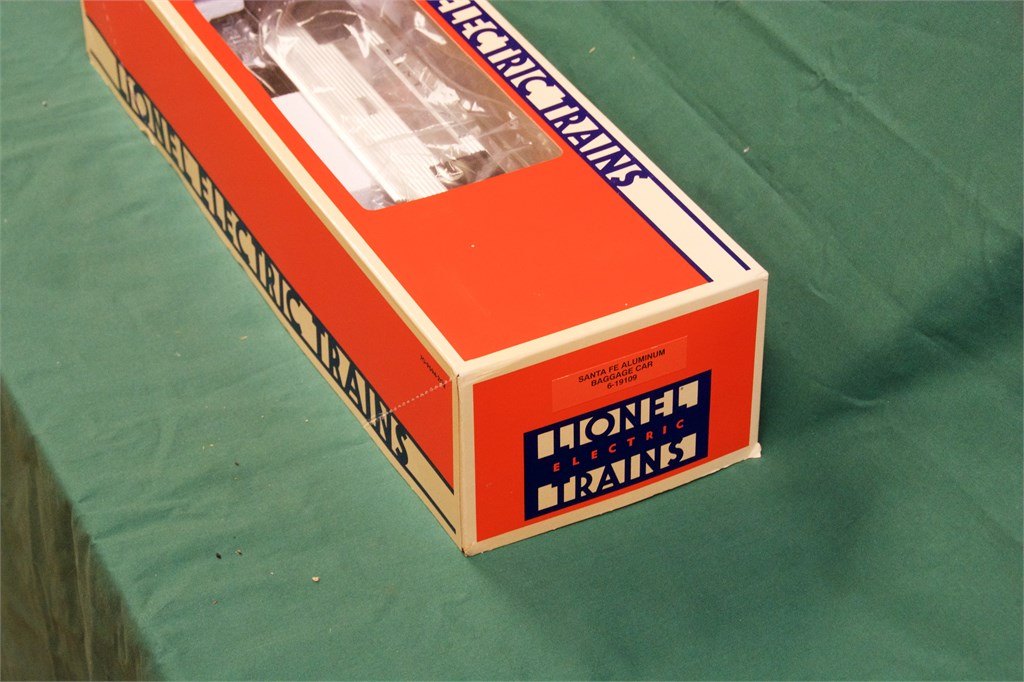 ELECTRIC TRAINS
LIONEL ELECTRIC TRAINS
SANTA FE ALUMINUM
BAGGAGE CAR
6-19109
LIONEL
ELECTRIC
TRAINS